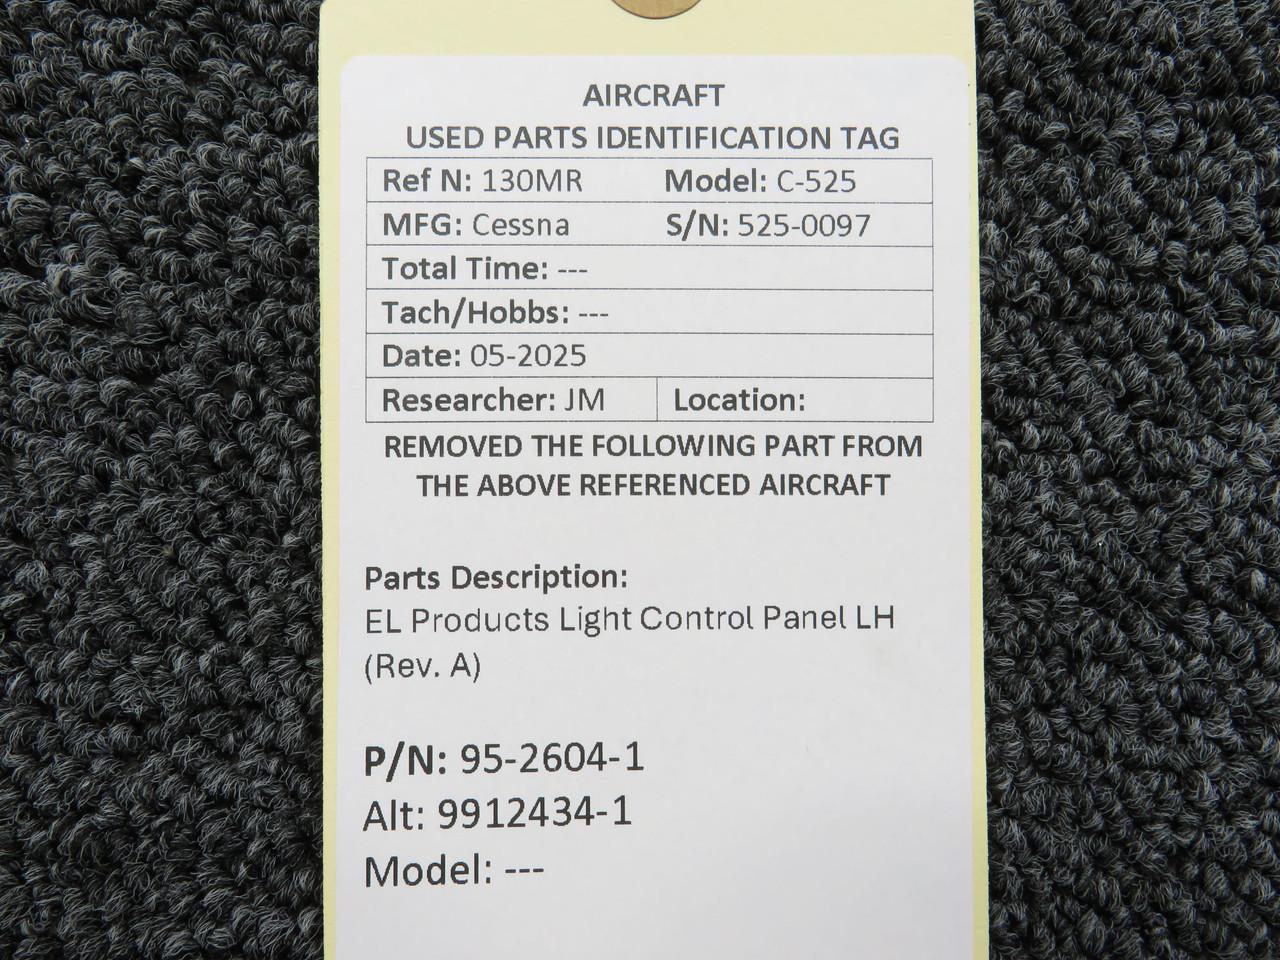 AIRCRAFT
USED PARTS IDENTIFICATION TAG
Ref N: 130MR Model: C-525
MFG: Cessna S/N: 525-0097
Total Time: ---
Tach/Hobbs: ---
Date: 05-2025
Researcher: JM Location:
REMOVED THE FOLLOWING PART FROM
THE ABOVE REFERENCED AIRCRAFT
Parts Description:
EL Products Light Control Panel LH
(Rev. A)
P/N: 95-2604-1
Alt: 9912434-1
Model: ---